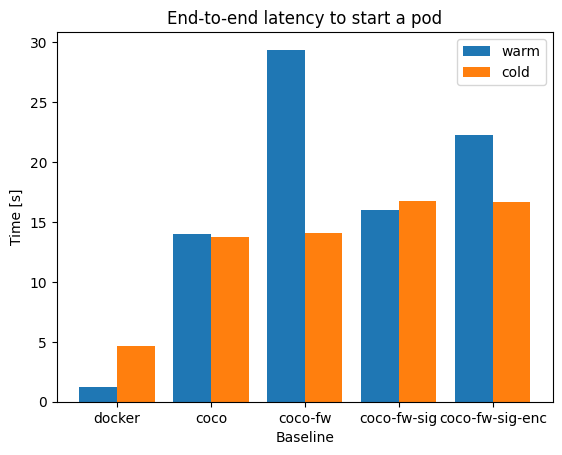 End-to-end latency to start a pod
warm
cold
Time [s]
30
25
20
15
10
5
0
docker coco coco-fw coco-fw-sig coco-fw-sig-enc
Baseline